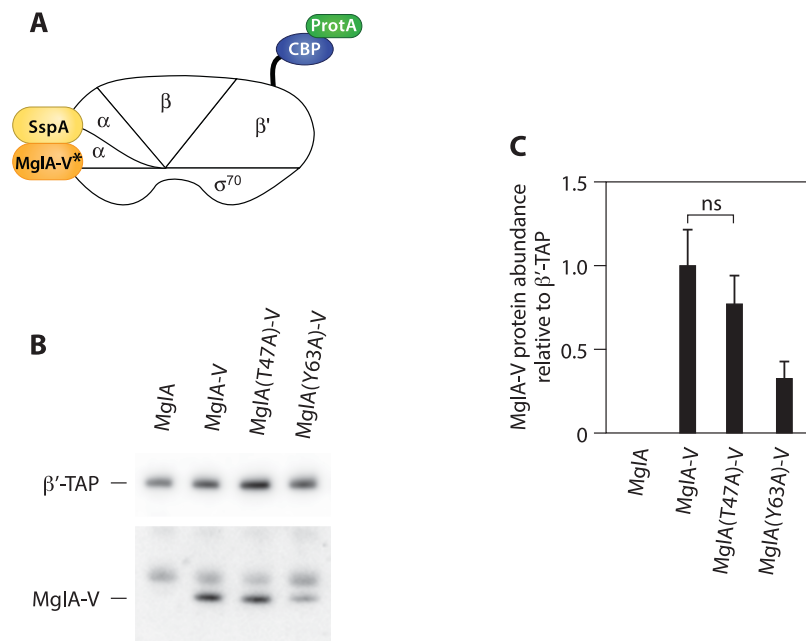 A
ProtA
CBP
β
β'
α
SspA
α
MglA-V*
σ⁷⁰
B
MglA
MglA-V
MglA(T47A)-V
MglA(Y63A)-V
β′-TAP
MglA-V
C
MglA-V protein abundance
relative to β′-TAP
1.5
1.0
0.5
0
ns
MglA
MglA-V
MglA(T47A)-V
MglA(Y63A)-V